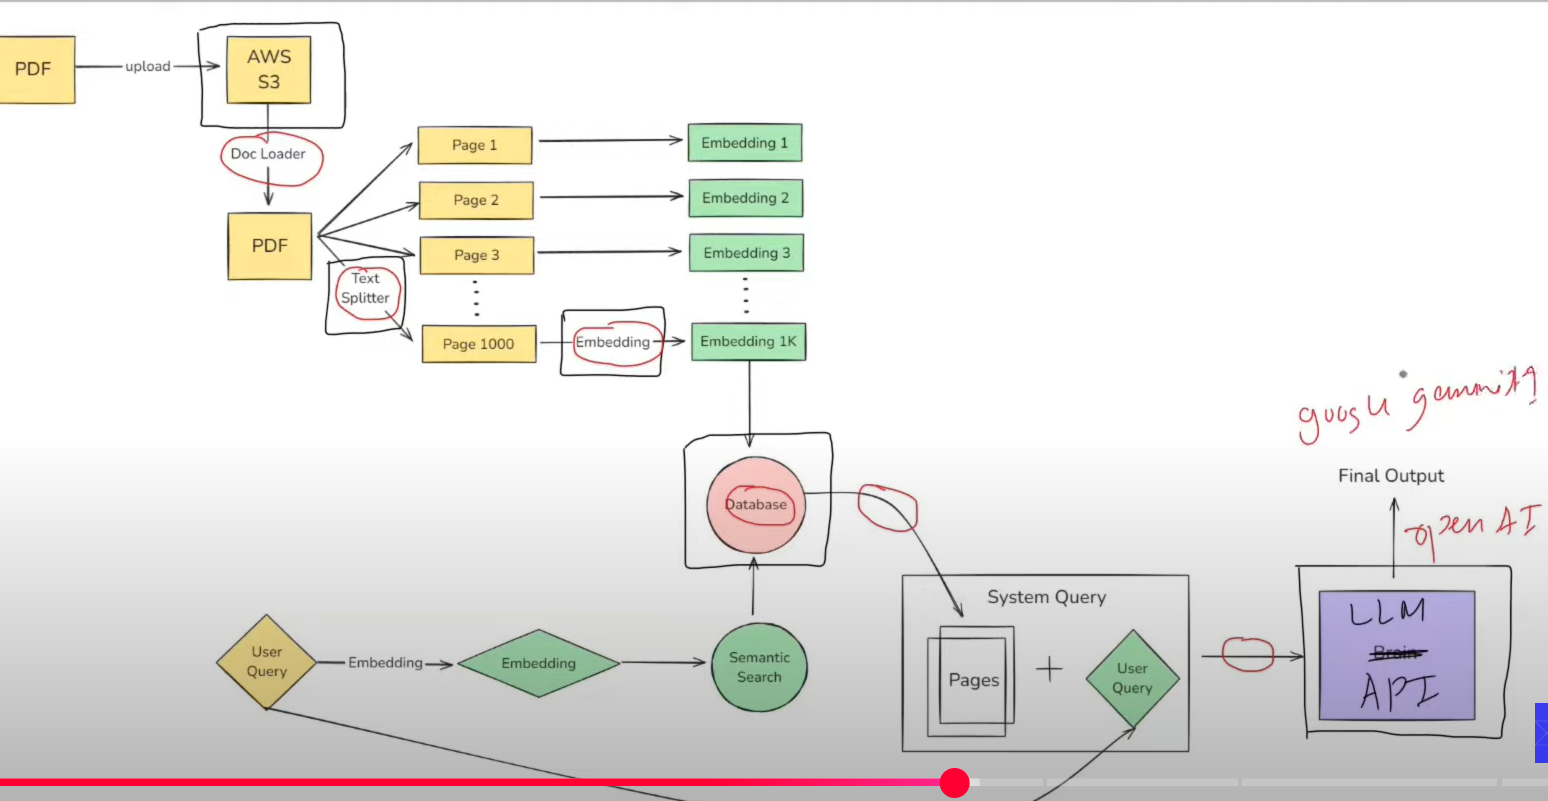 PDF
upload
AWS
S3
Doc Loader
PDF
Text
Splitter
Page 1
Page 2
Page 3
Page 1000
Embedding
Embedding 1
Embedding 2
Embedding 3
Embedding 1K
Database
User
Query
Embedding
Embedding
Semantic
Search
System Query
Pages
+
User
Query
LLM
Brain
API
Final Output
open AI